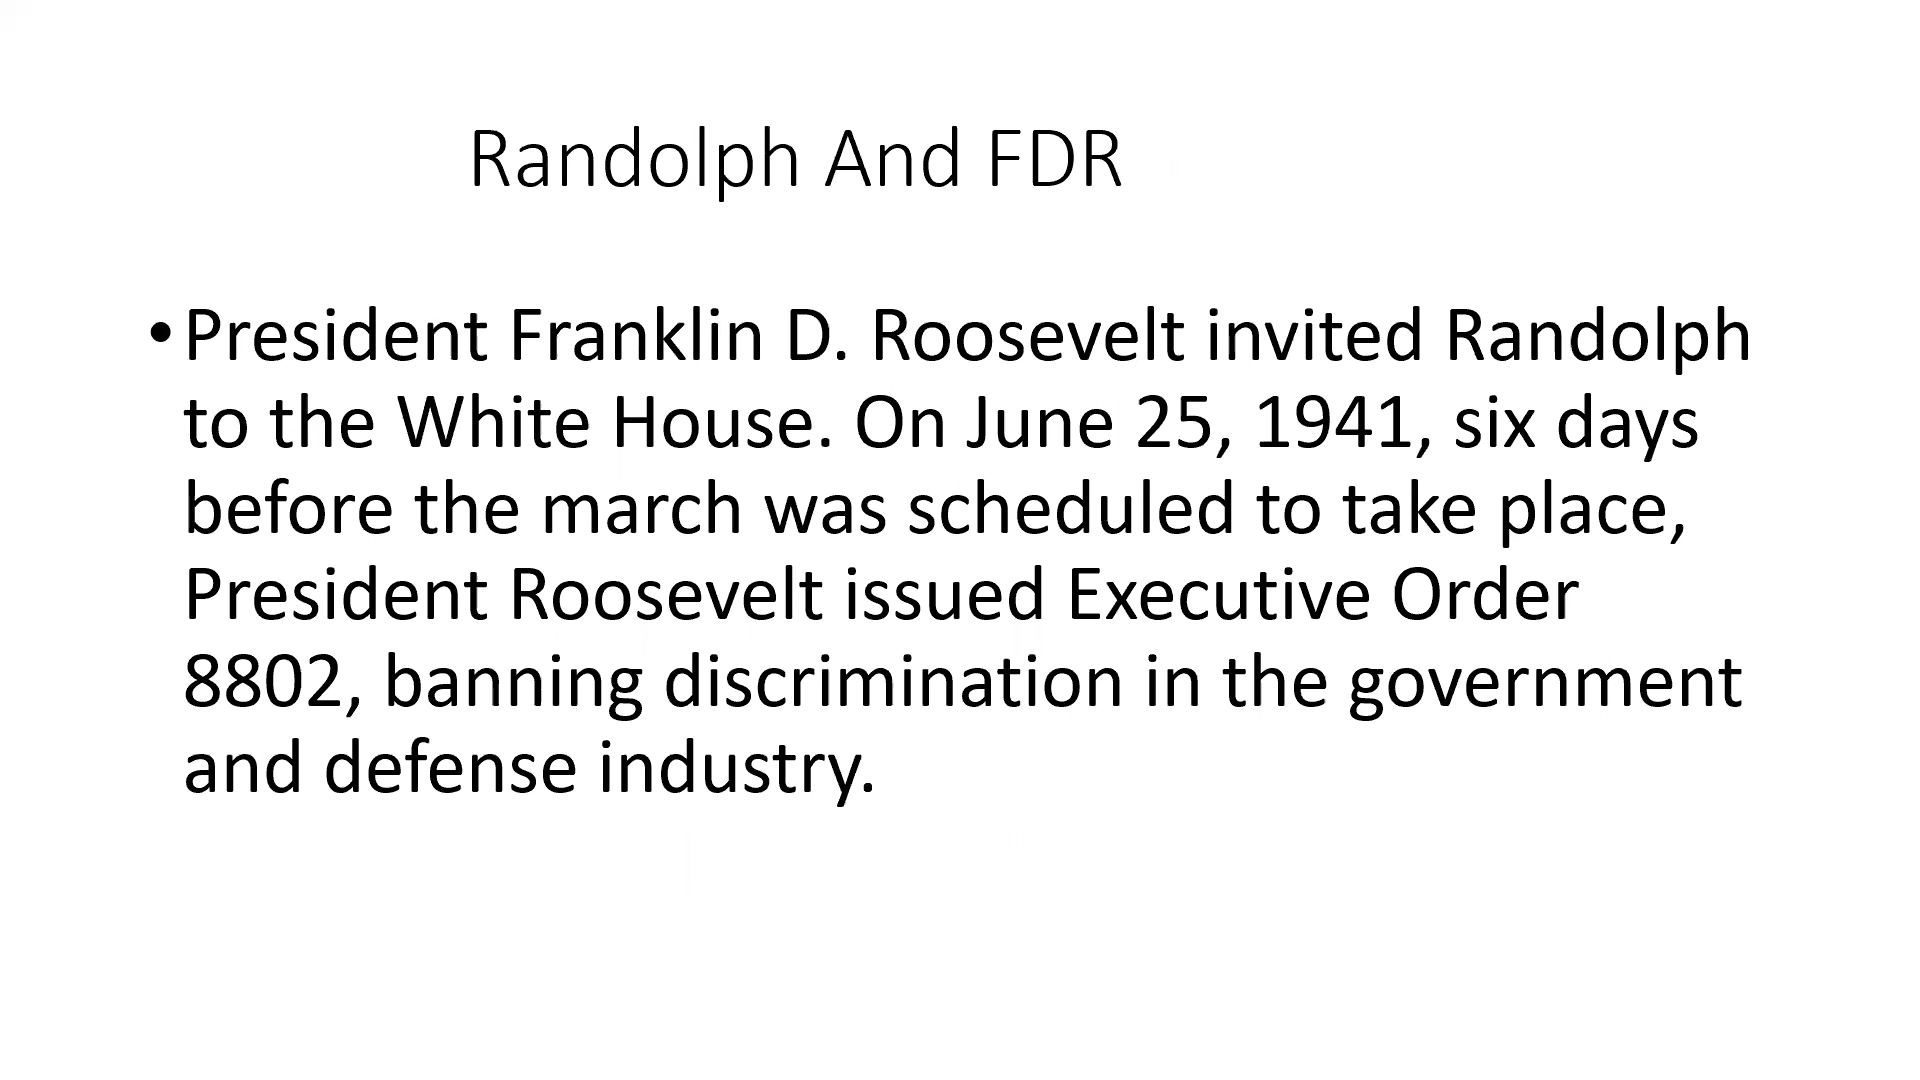 Randolph And FDR
•President Franklin D. Roosevelt invited Randolph
to the White House. On June 25, 1941, six days
before the march was scheduled to take place,
President Roosevelt issued Executive Order
8802, banning discrimination in the government
and defense industry.